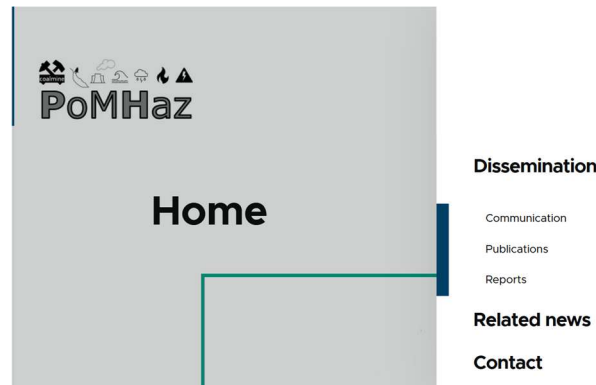 coalmine
PoMHaz
Home
Dissemination
Communication
Publications
Reports
Related news
Contact